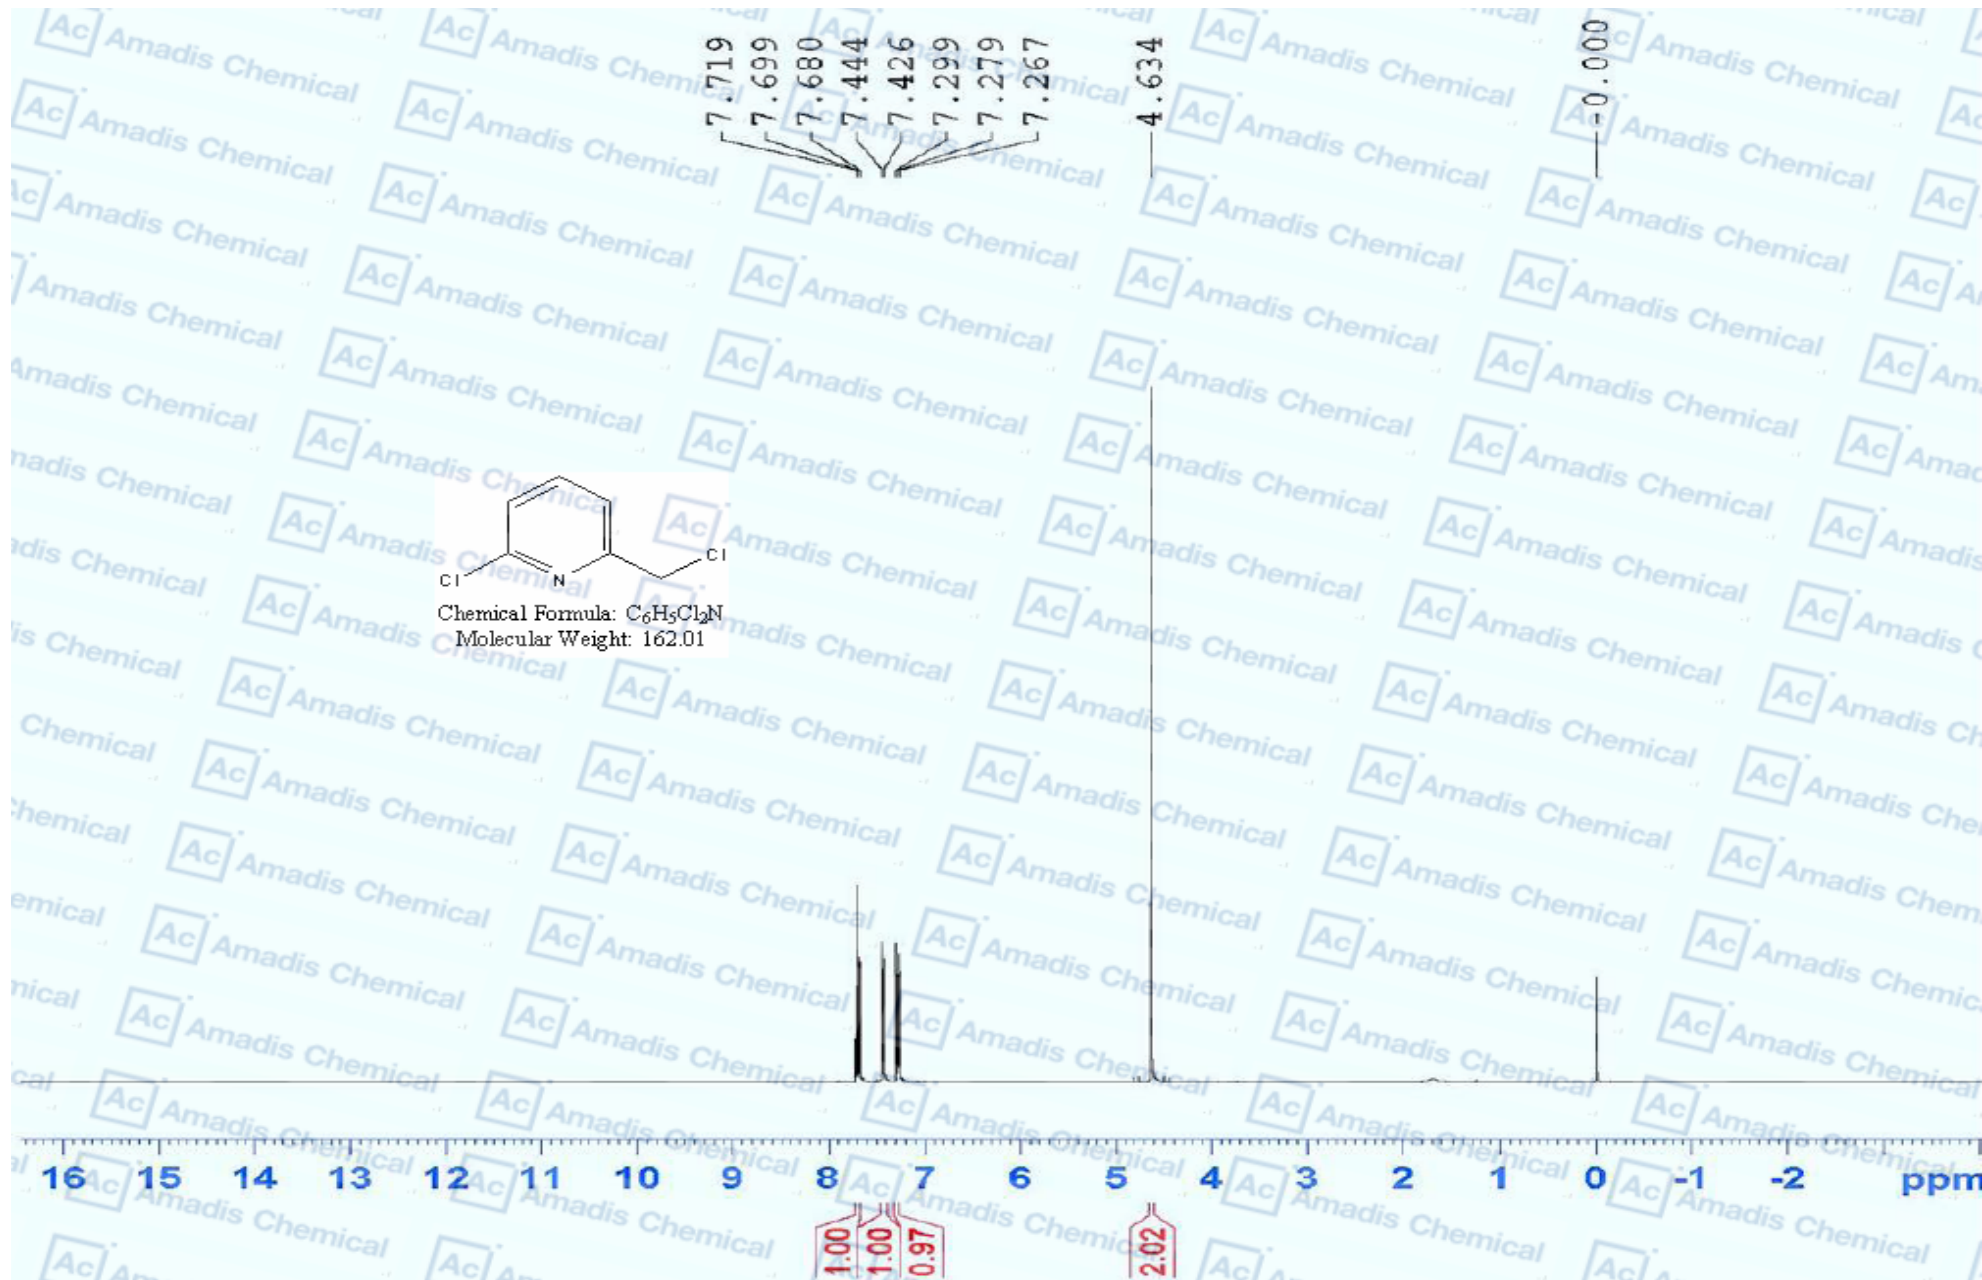 7.719
7.699
7.680
7.444
7.426
7.299
7.279
7.267
4.634
-0.000
Cl N Cl
Chemical Formula: C6H5Cl2N
Molecular Weight: 162.01
16 15 14 13 12 11 10 9 8 7 6 5 4 3 2 1 0 -1 -2 ppm
1.00
1.00
0.97
2.02
Ac Amadis Chemical